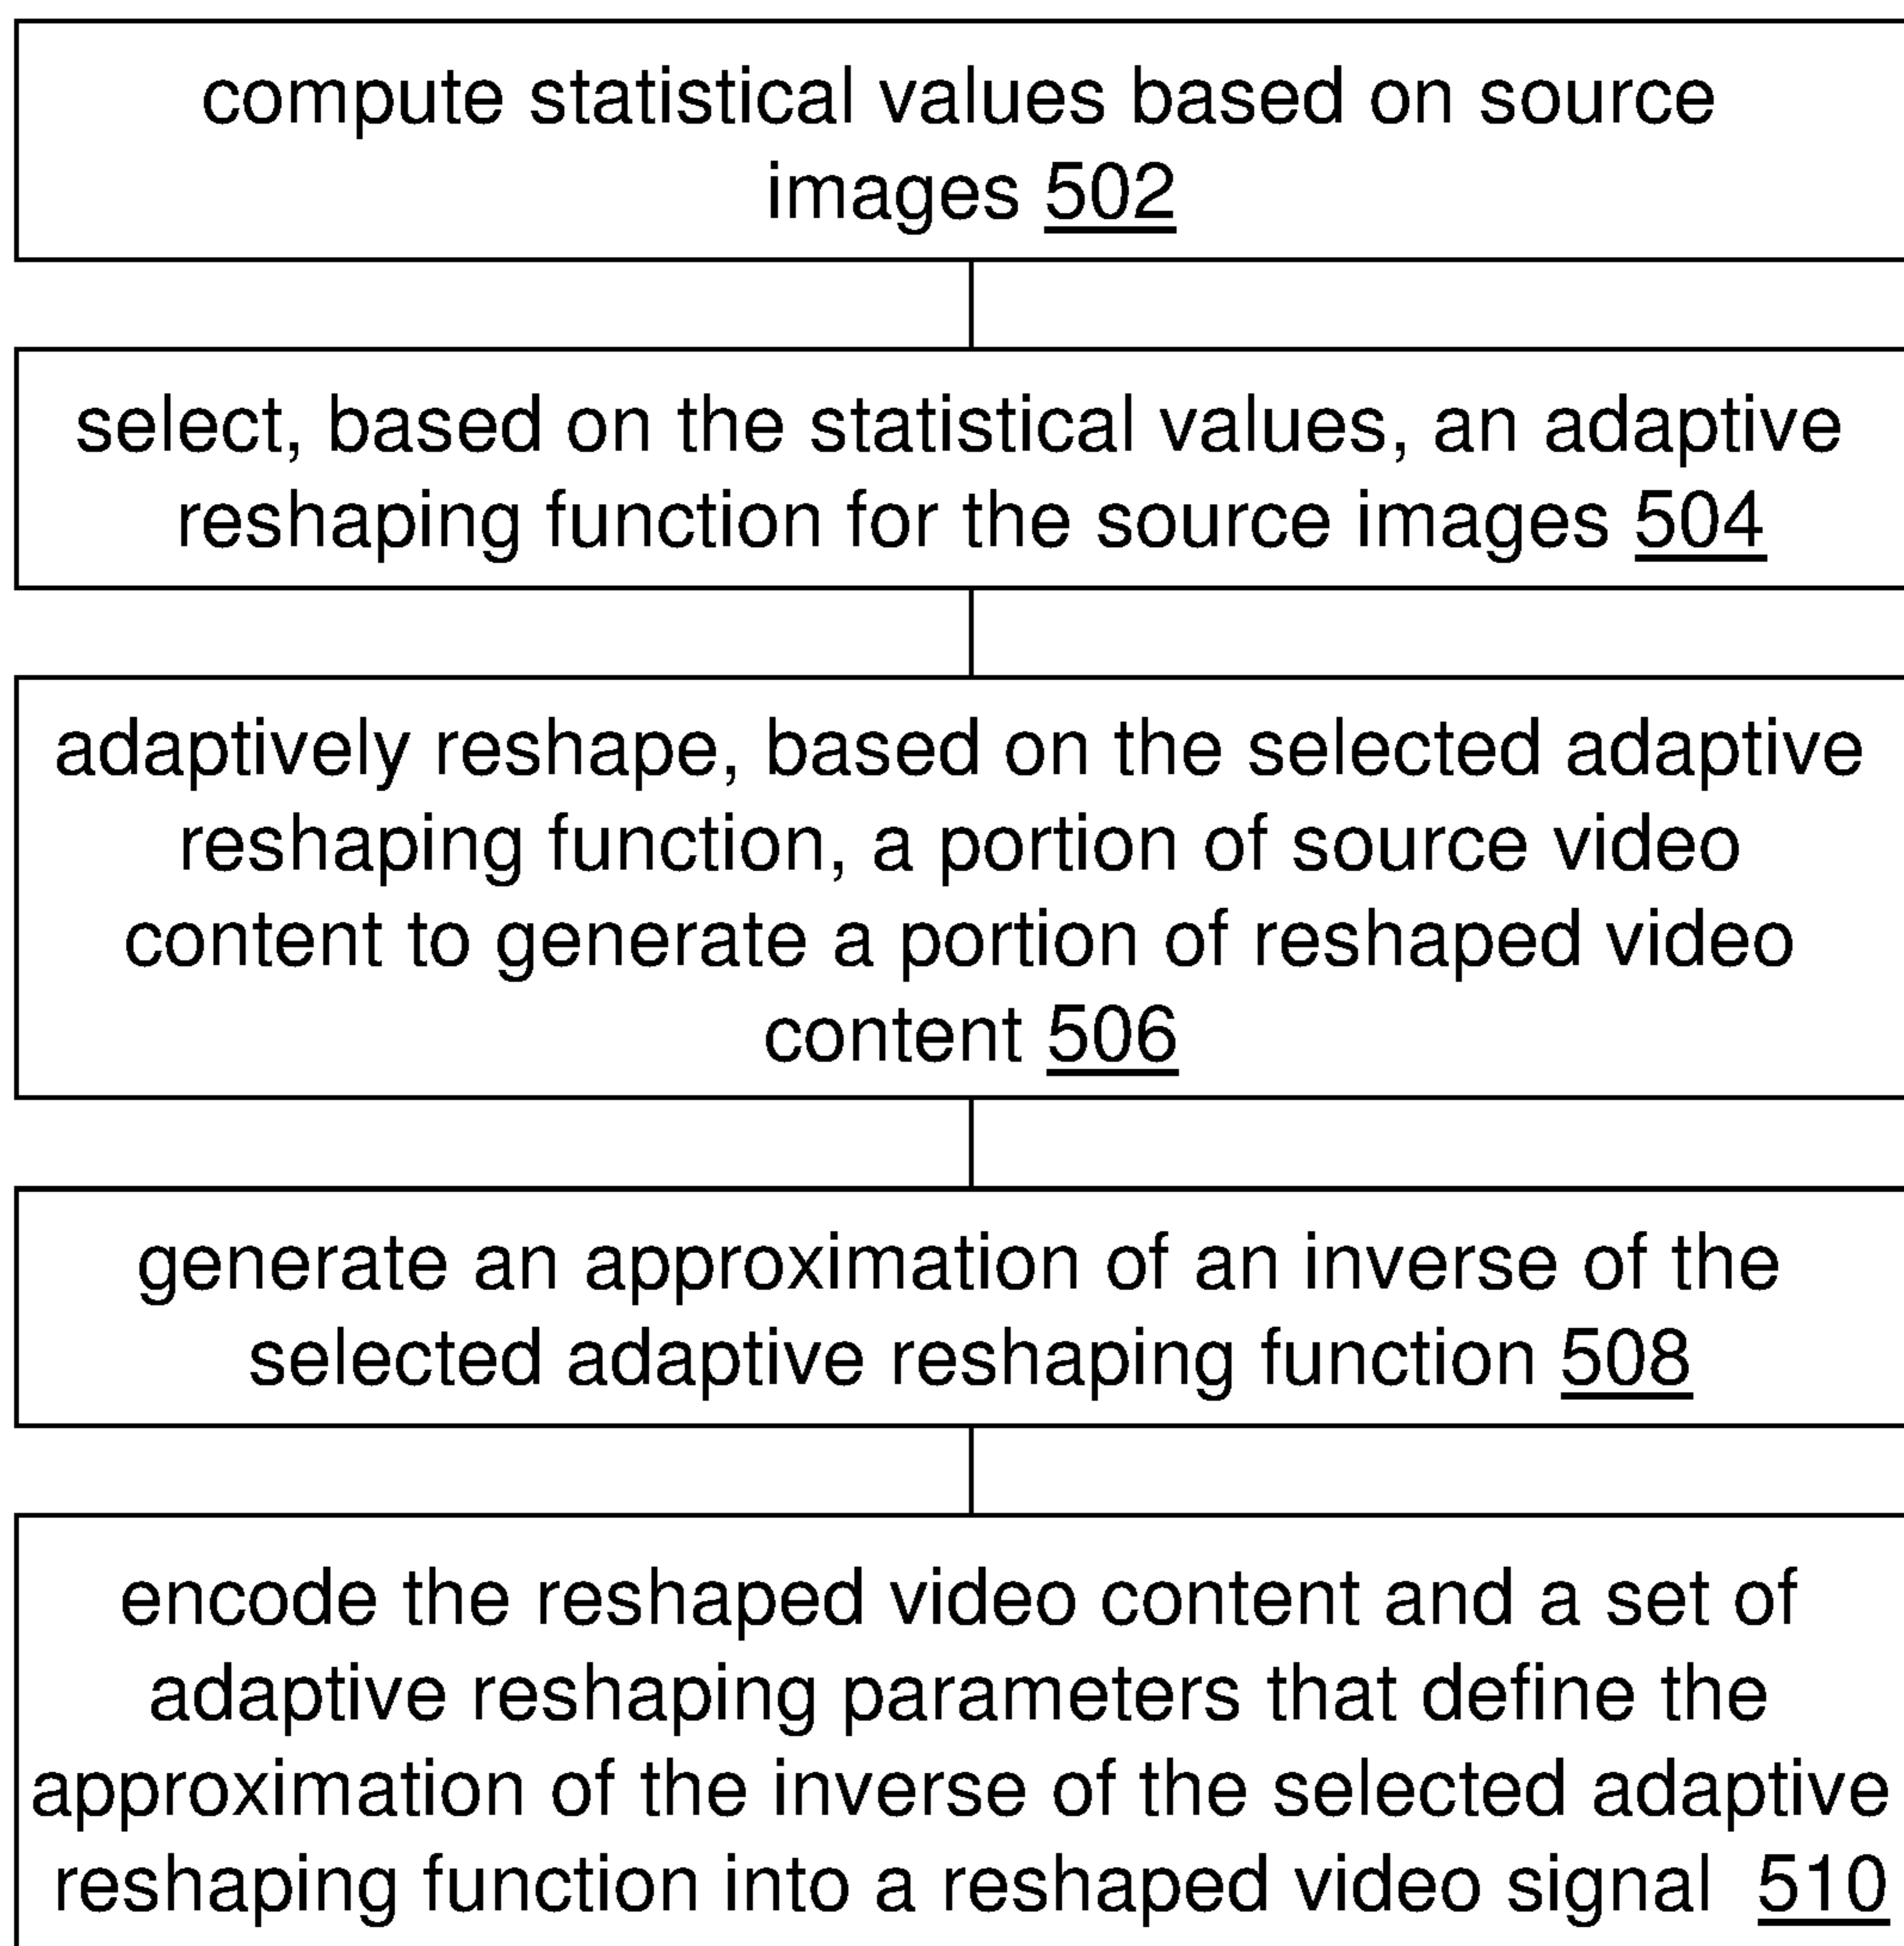 compute statistical values based on source
images 502
select, based on the statistical values, an adaptive
reshaping function for the source images 504
adaptively reshape, based on the selected adaptive
reshaping function, a portion of source video
content to generate a portion of reshaped video
content 506
generate an approximation of an inverse of the
selected adaptive reshaping function 508
encode the reshaped video content and a set of
adaptive reshaping parameters that define the
approximation of the inverse of the selected adaptive
reshaping function into a reshaped video signal 510